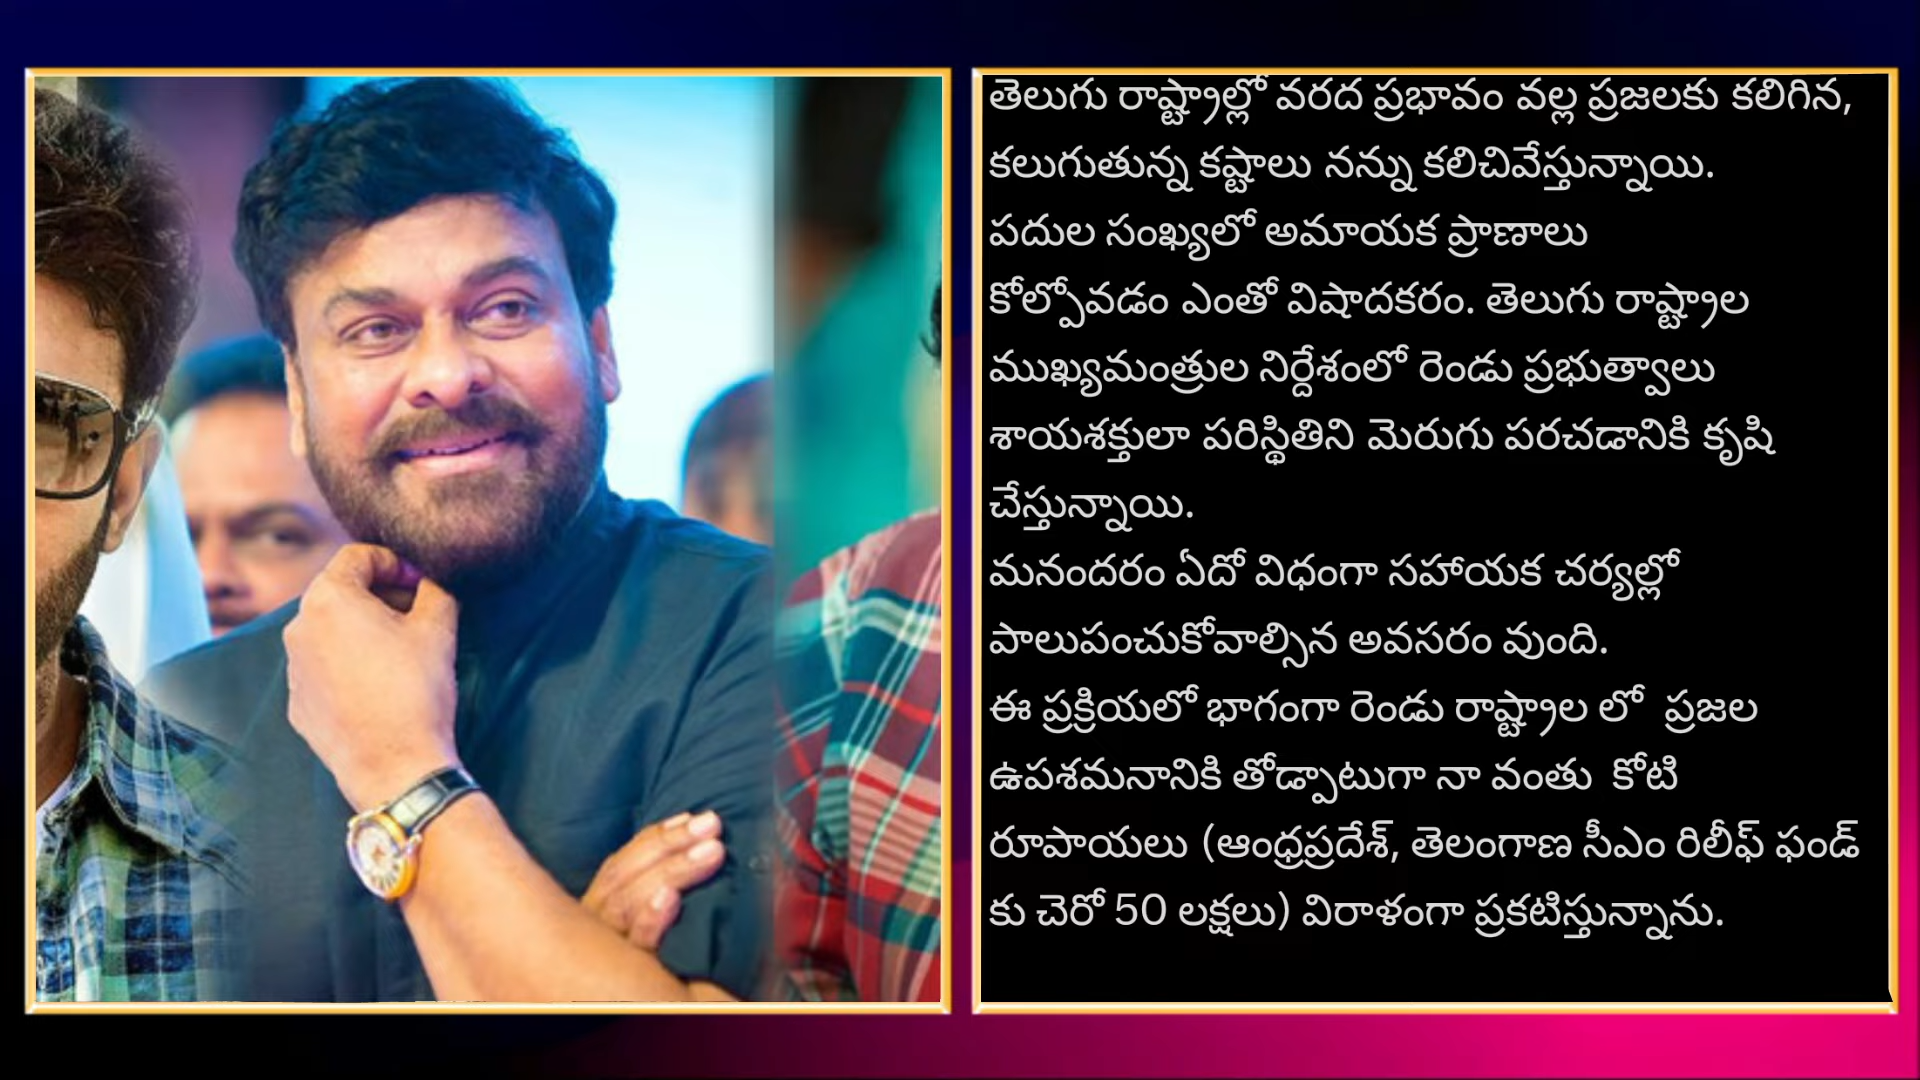 తెలుగు రాష్ట్రాల్లో వరద ప్రభావం వల్ల ప్రజలకు కలిగిన,
కలుగుతున్న కష్టాలు నన్ను కలిచివేస్తున్నాయి.
పదుల సంఖ్యలో అమాయక ప్రాణాలు
కోల్పోవడం ఎంతో విషాదకరం. తెలుగు రాష్ట్రాల
ముఖ్యమంత్రుల నిర్దేశంలో రెండు ప్రభుత్వాలు
శాయశక్తులా పరిస్థితిని మెరుగు పరచడానికి కృషి
చేస్తున్నాయి.
మనందరం ఏదో విధంగా సహాయక చర్యల్లో
పాలుపంచుకోవాల్సిన అవసరం వుంది.
ఈ ప్రక్రియలో భాగంగా రెండు రాష్ట్రాల లో  ప్రజల
ఉపశమనానికి తోడ్పాటుగా నా వంతు  కోటి
రూపాయలు (ఆంధ్రప్రదేశ్, తెలంగాణ సీఎం రిలీఫ్ ఫండ్
కు చెరో 50 లక్షలు) విరాళంగా ప్రకటిస్తున్నాను.